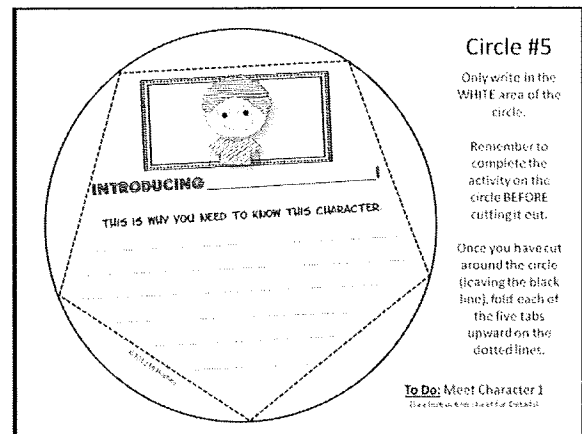 Circle #5
Only write in the
WHITE area of the
circle.
Remember to
complete the
activity on the
circle BEFORE
cutting it out.
Once you have cut
around the circle
(leaving the black
line), fold each of
the five tabs
upward on the
dotted lines.
To Do: Meet Character 1
INTRODUCING
THIS IS WHY YOU NEED TO KNOW THIS CHARACTER